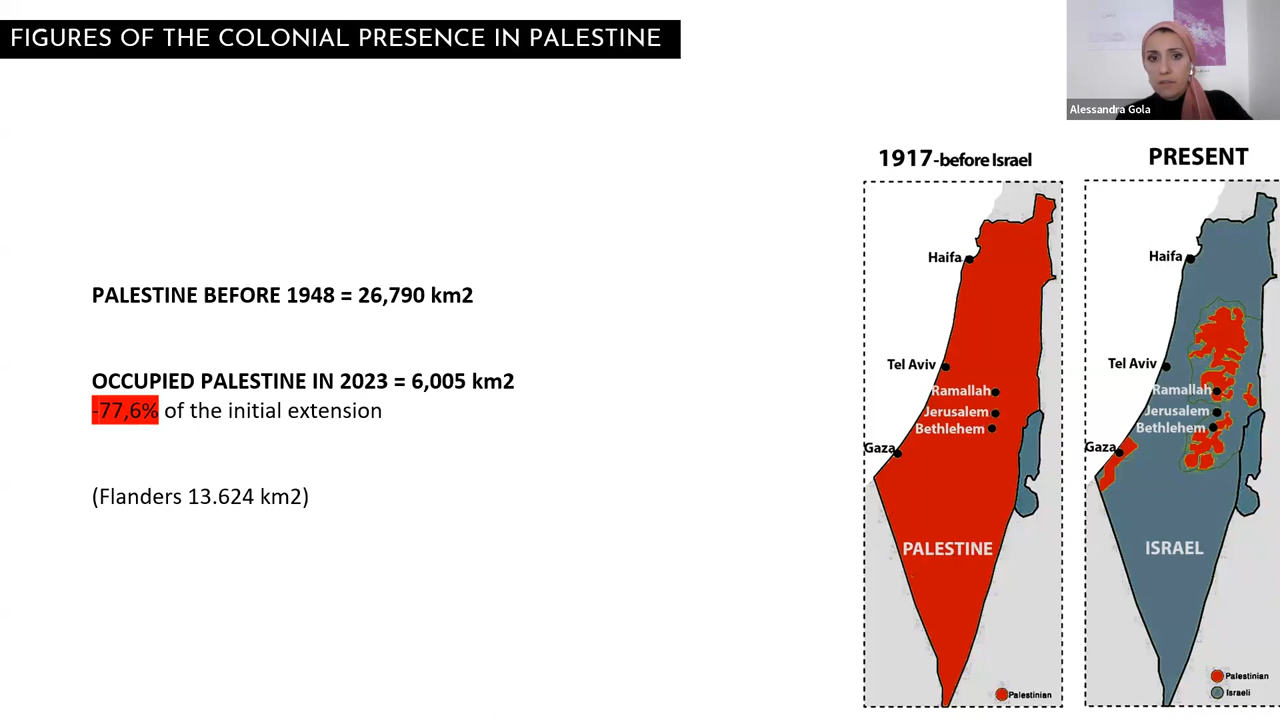 FIGURES OF THE COLONIAL PRESENCE IN PALESTINE
Alessandra Gola
PALESTINE BEFORE 1948 = 26,790 km2
OCCUPIED PALESTINE IN 2023 = 6,005 km2
-77,6% of the initial extension
(Flanders 13.624 km2)
1917-before Israel
Haifa
Tel Aviv
Ramallah
Jerusalem
Bethlehem
Gaza
PALESTINE
Palestinian
PRESENT
Haifa
Tel Aviv
Ramallah
Jerusalem
Bethlehem
Gaza
ISRAEL
Palestinian
Israeli